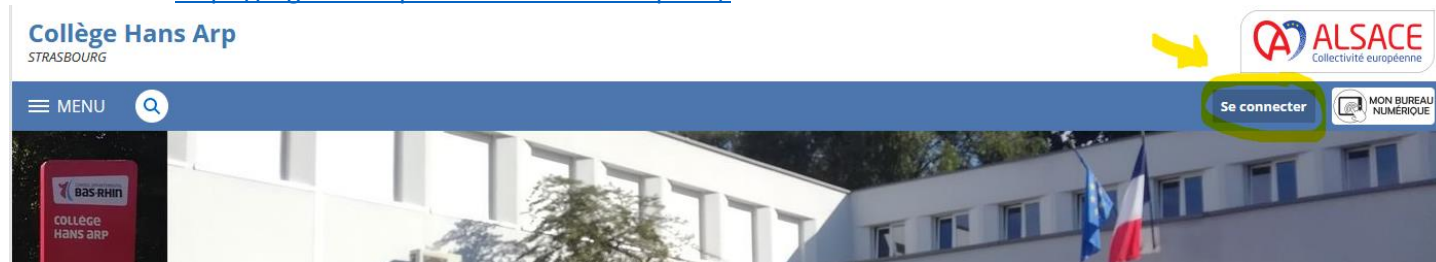 Collège Hans Arp
STRASBOURG
ALSACE
Collectivité européenne
MENU
Se connecter
MON BUREAU
NUMÉRIQUE
BAS-RHIN
COLLÈGE
HANS ARP